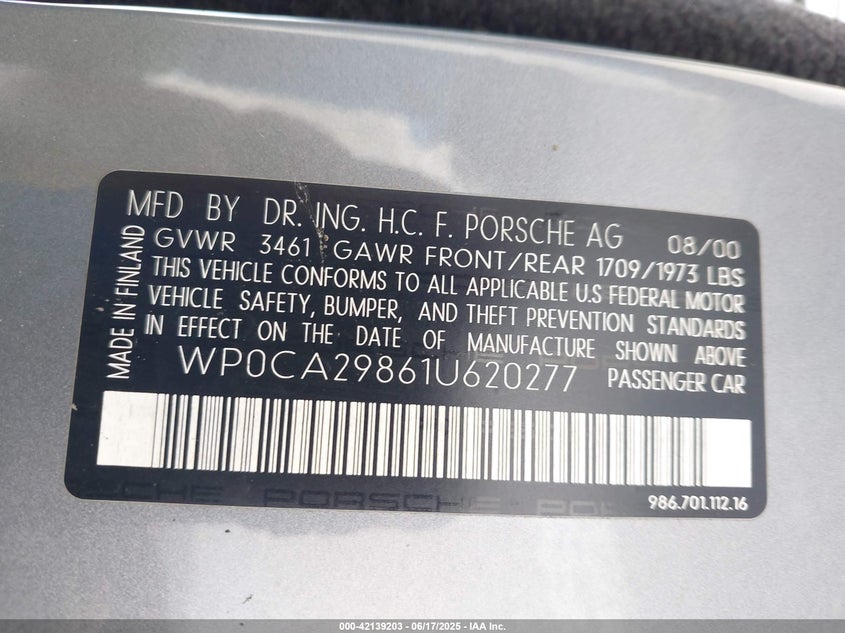 MFD BY DR. ING. H.C. F. PORSCHE AG 08/00
GVWR 3461 GAWR FRONT/REAR 1709/1973 LBS
THIS VEHICLE CONFORMS TO ALL APPLICABLE U.S FEDERAL MOTOR
VEHICLE SAFETY, BUMPER, AND THEFT PREVENTION STANDARDS
IN EFFECT ON THE DATE OF MANUFACTURE SHOWN ABOVE
WP0CA29861U620277 PASSENGER CAR
MADE IN FINLAND
CHE PORSCHE PO
986.701.112.16
000-42139203 - 06/17/2025 - IAA Inc.